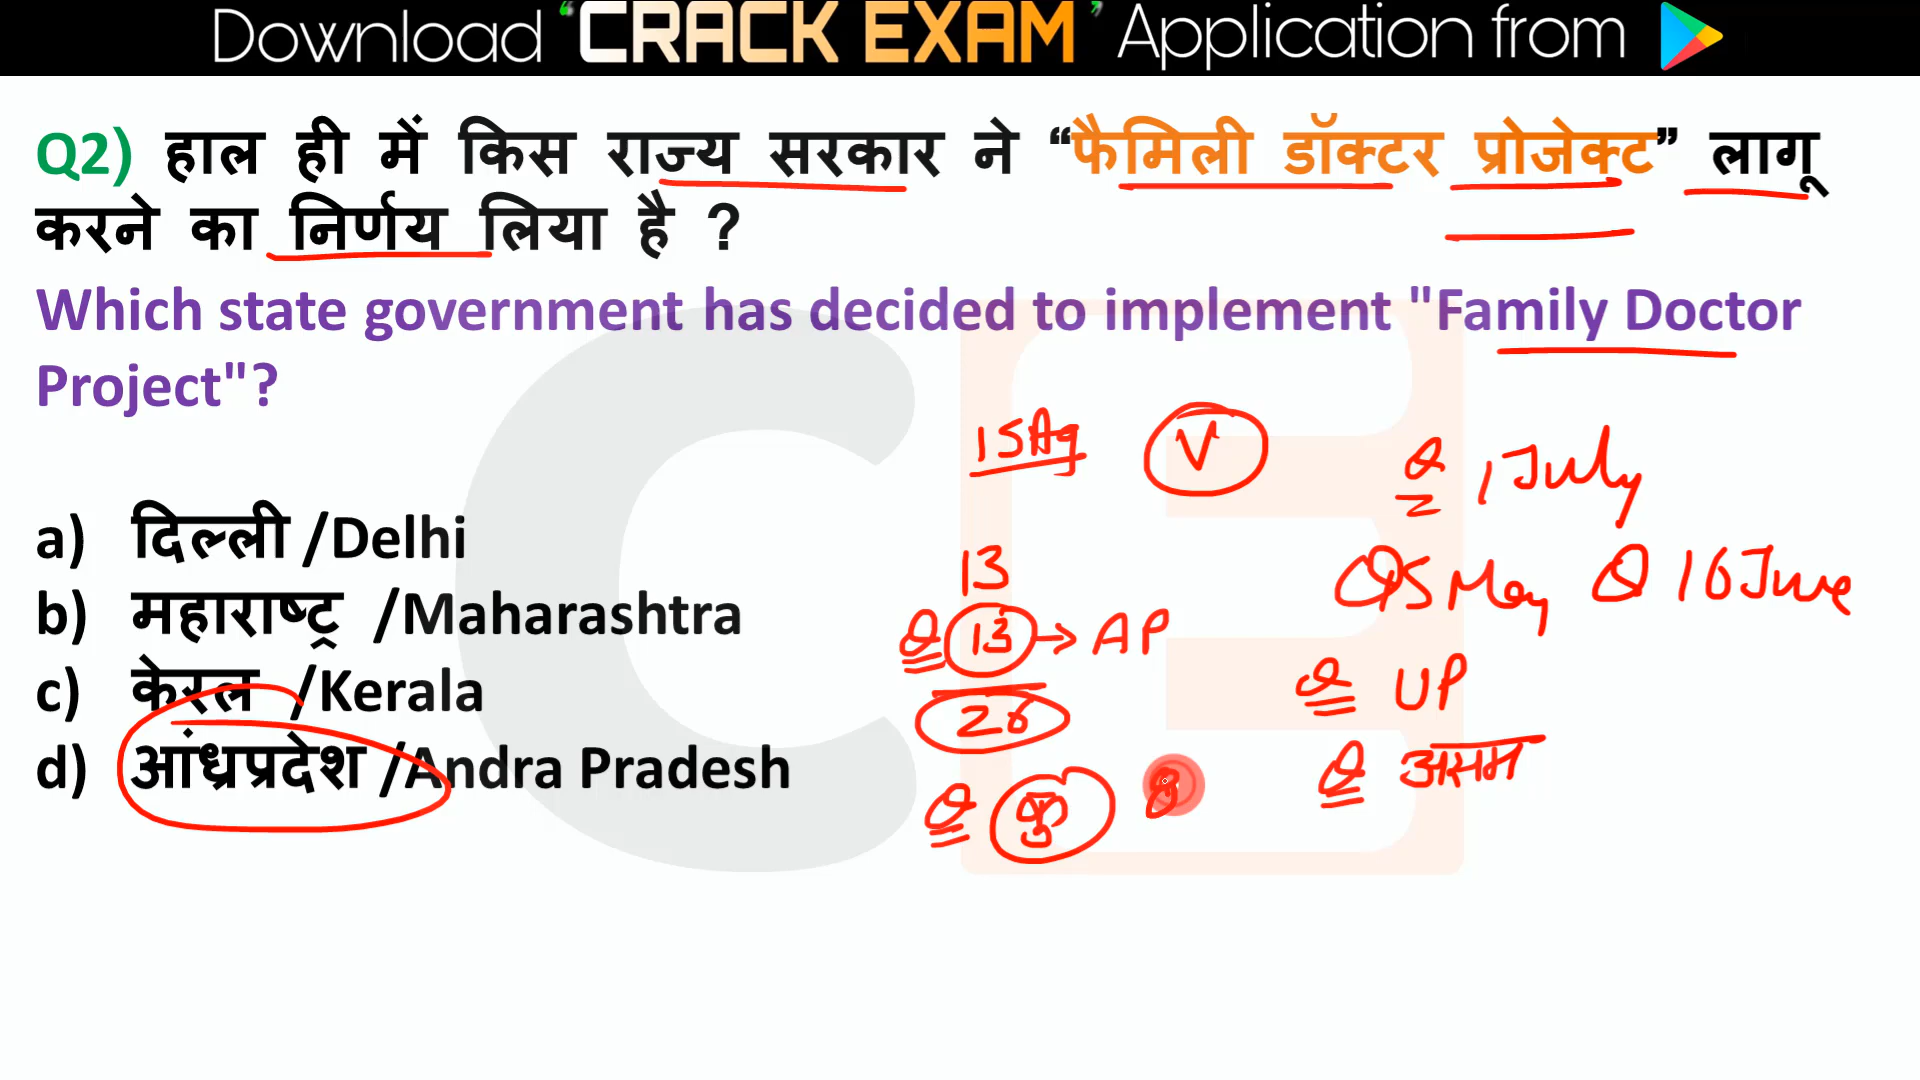 Download 'CRACK EXAM' Application from
Q2) हाल ही में किस राज्य सरकार ने “फैमिली डॉक्टर प्रोजेक्ट” लागू
करने का निर्णय लिया है ?
Which state government has decided to implement "Family Doctor
Project"?
15Ag V
1 July
13
5 May 16 June
13 → AP
UP
26
असम
a) दिल्ली /Delhi
b) महाराष्ट्र /Maharashtra
c) केरल /Kerala
d) आंध्रप्रदेश /Andra Pradesh